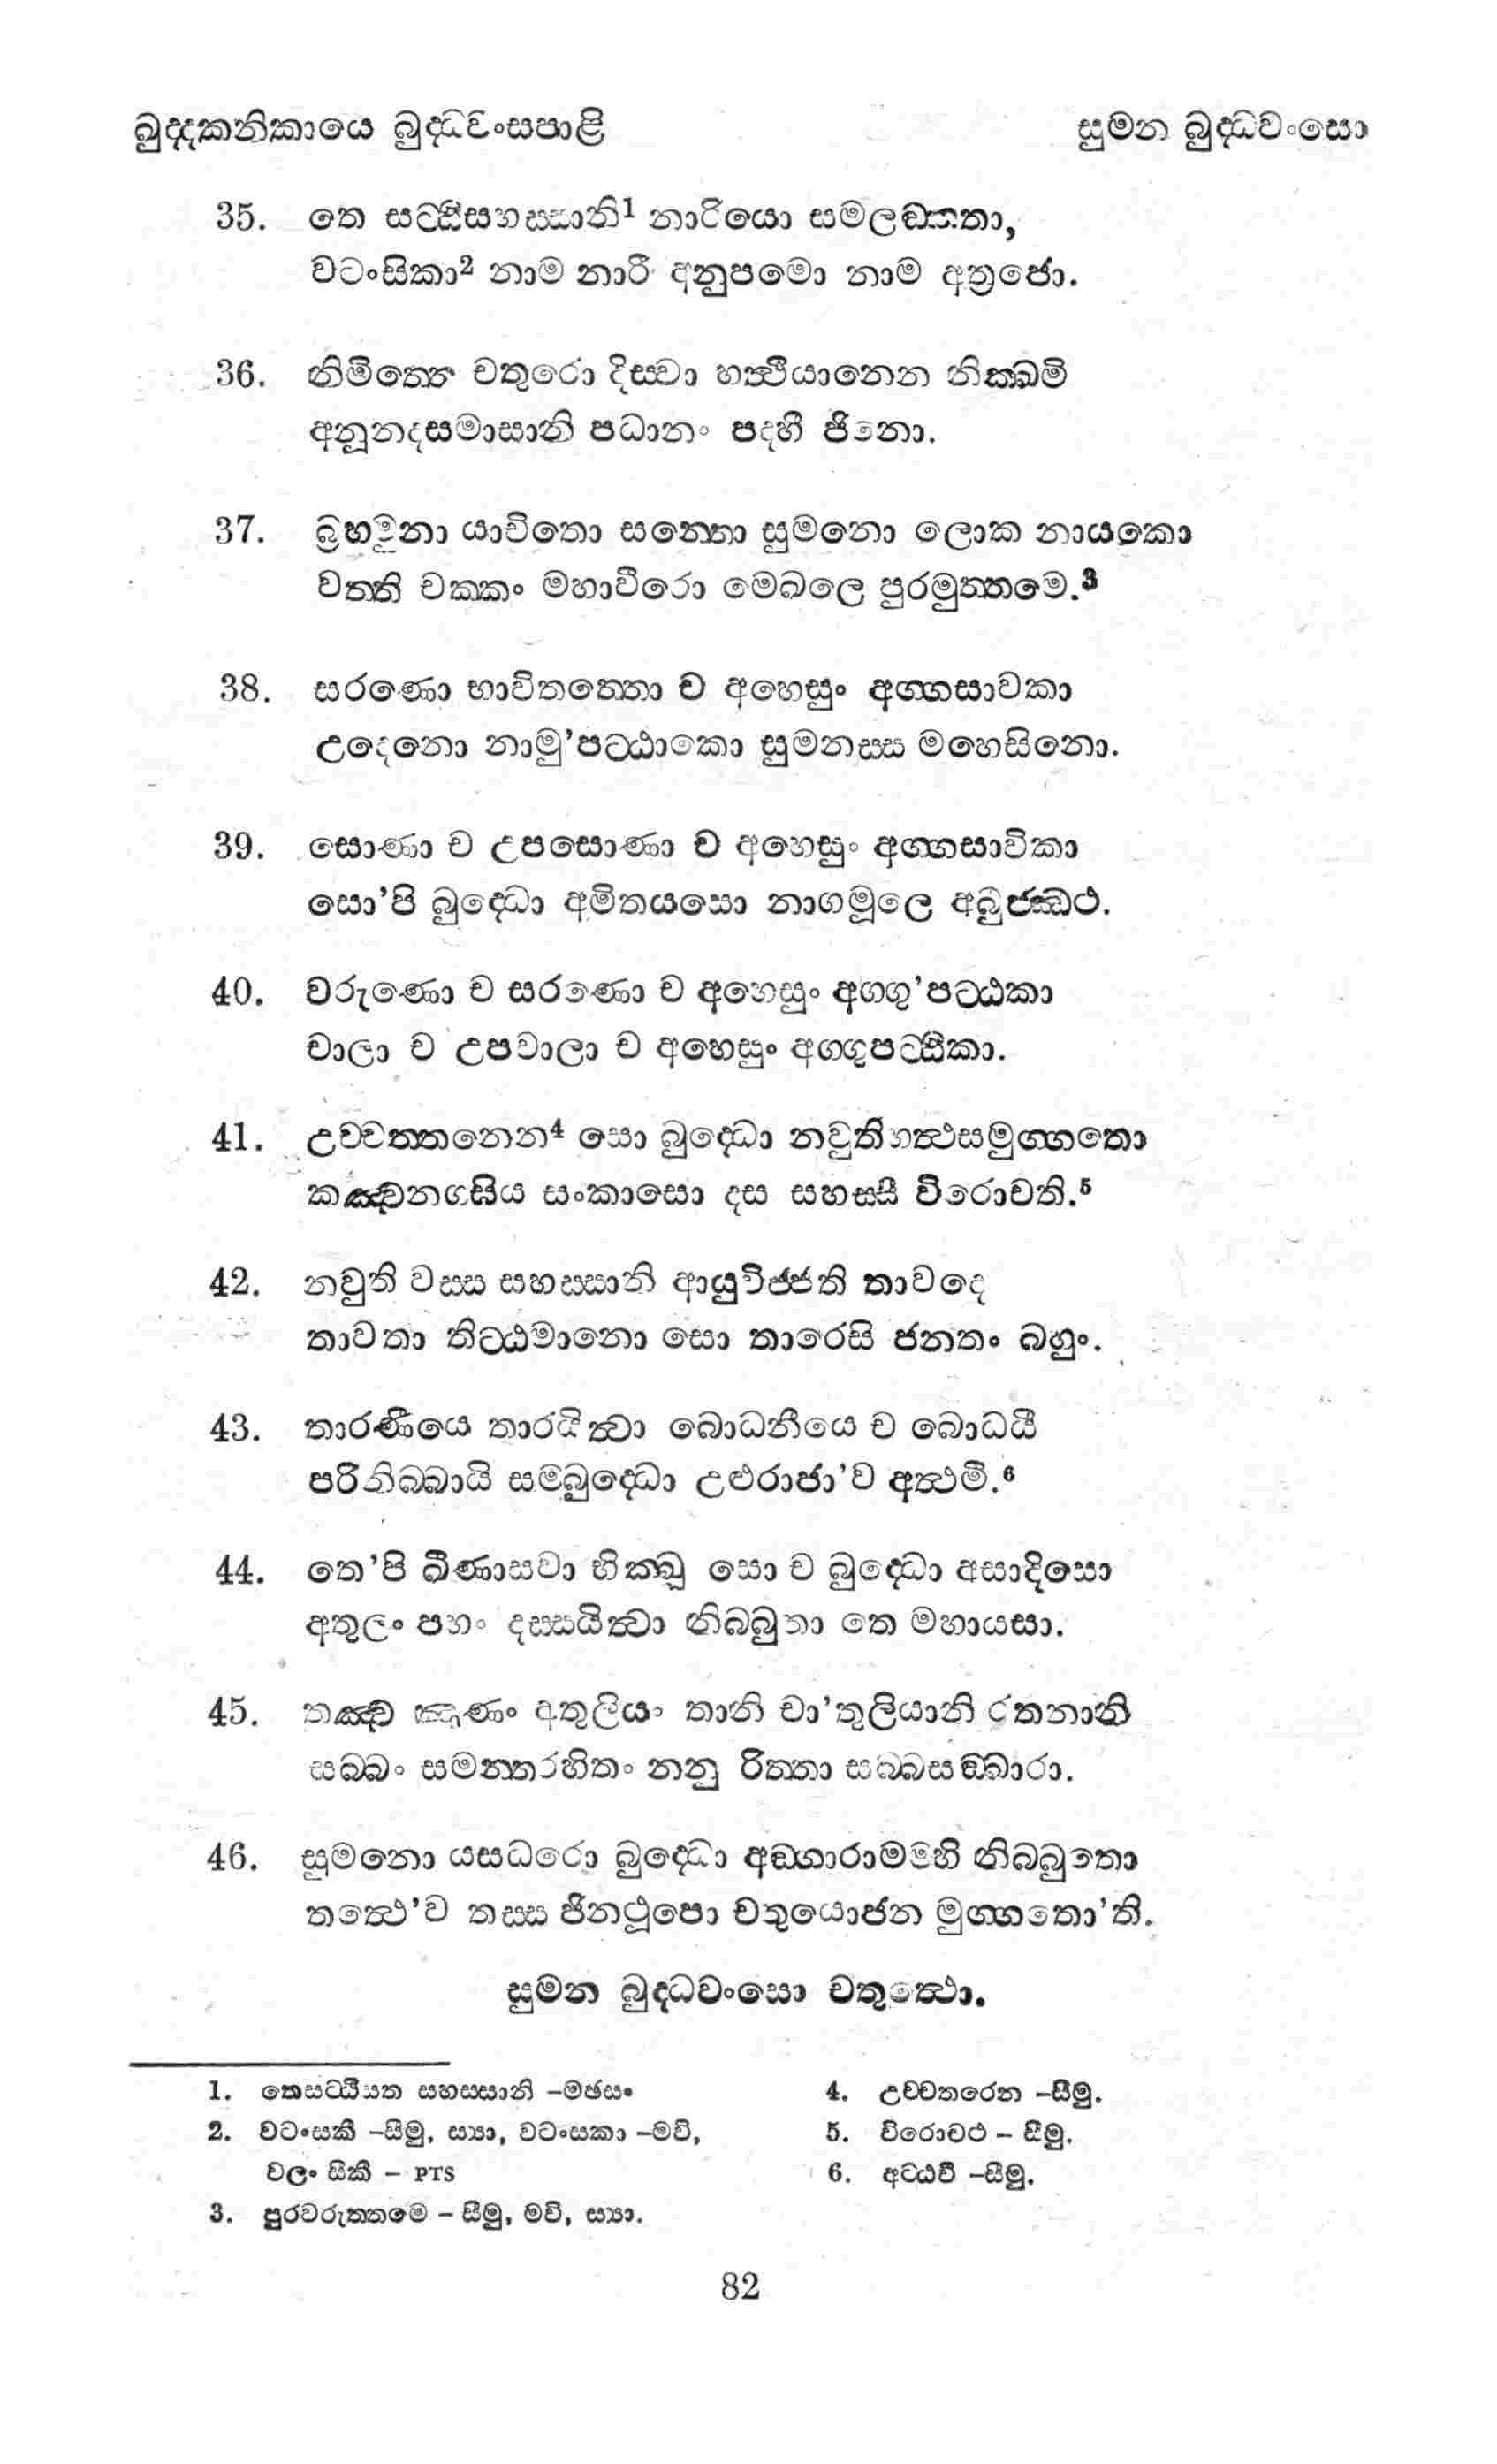 ඛුද්දකනිකායෙ බුද්ධවංසපාළි
සුමන බුද්ධවංසො
35. තෙ සට්ඨිසහස්සානි1 නාරියො සමලඞ්කතා,
වටංසිකා2 නාම නාරී අනුපමො නාම අත්‍රජො.
36. නිමිත්තෙ චතුරො දිස්වා හත්ථියානෙන නික්ඛමි
අනූනදසමාසානි පධානං පදහී ජිනො.
37. බ්‍රහ්මුනා යාචිතො සන්තො සුමනො ලොක නායකො
වත්ති චක්කං මහාවීරො මෙඛලෙ පුරමුත්තමෙ.3
38. සරණො භාවිතත්තො ච අහෙසුං අග්ගසාවකා
උදෙනො නාමු'පට්ඨාකො සුමනස්ස මහෙසිනො.
39. සොණා ච උපසොණා ච අහෙසුං අග්ගසාවිකා
සො'පි බුද්ධො අමිතයසො නාගමූලෙ අබුජ්ඣථ.
40. වරුණො ච සරණො ච අහෙසුං අග්ගු'පට්ඨකා
චාලා ච උපචාලා ච අහෙසුං අග්ගුපට්ඨිකා.
41. උච්චත්තනෙන4 සො බුද්ධො නවුතිහත්ථසමුග්ගතො
කඤ්චනග්ඝිය සංකාසො දස සහස්සී විරොචති.5
42. නවුති වස්ස සහස්සානි ආයුවිජ්ජති තාවදෙ
තාවතා තිට්ඨමානො සො තාරෙසි ජනතං බහුං.
43. තාරණීයෙ තාරයිත්වා බොධනීයෙ ච බොධයී
පරිනිබ්බායි සම්බුද්ධො උළුරාජා'ව අත්ථමි.6
44. තෙ'පි ඛීණාසවා භික්ඛූ සො ච බුද්ධො අසාදිසො
අතුලං පභං දස්සයිත්වා නිබ්බුතා තෙ මහායසා.
45. තඤ්ච ඤාණං අතුලියං තානි චා'තුලියානි රතනානි
සබ්බං සමන්තරහිතං නනු රිත්තා සබ්බසඞ්ඛාරා.
46. සුමනො යසධරො බුද්ධො අඞ්ගාරාමම්හි නිබ්බුතො
තත්ථෙ'ව තස්ස ජිනථූපො චතුයොජන මුග්ගතො'ති.
සුමන බුද්ධවංසො චතුත්ථො.
1. තෙසට්ඨිසත සහස්සානි –මඡසං
2. වටංසකී –සීමු, ස්‍යා, වටංසකා –මවි,
වලං සිකී – PTS
3. පුරවරුත්තමෙ – සීමු, මවි, ස්‍යා.
4. උච්චතරෙන –සීමු.
5. විරොචථ – සීමු.
6. අට්ඨමි –සීමු.
82